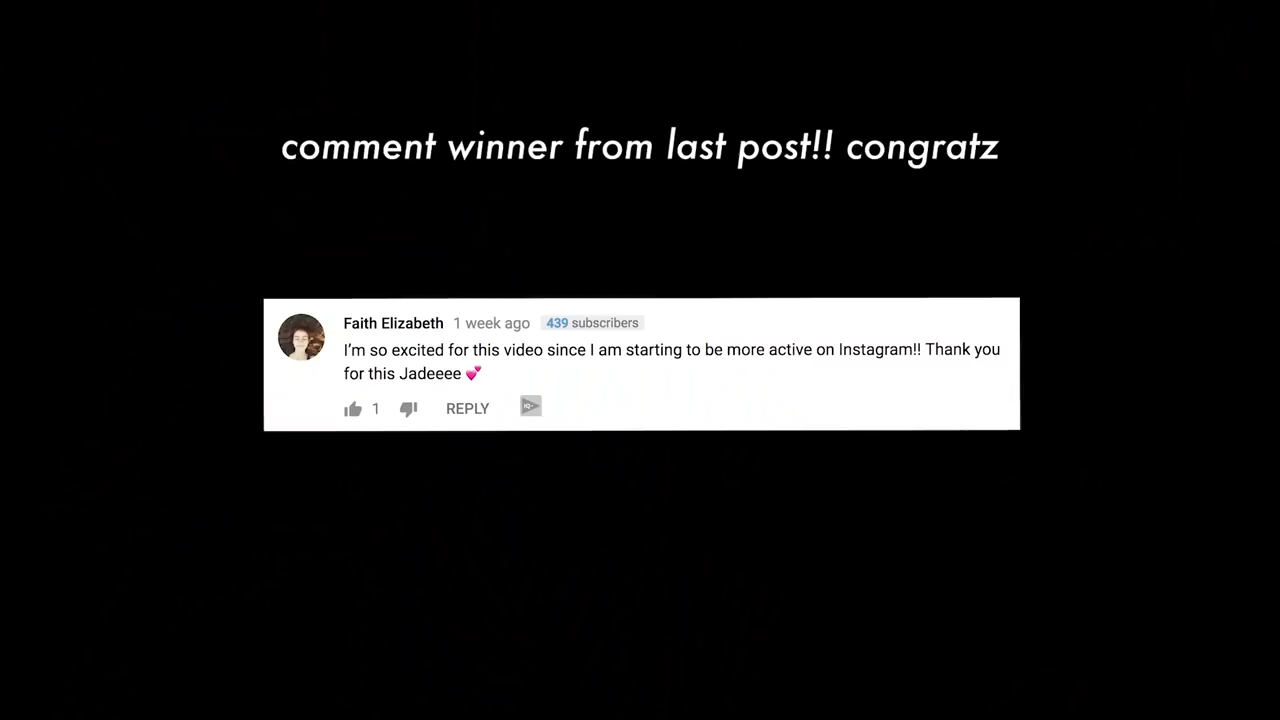 comment winner from last post!! congratz
Faith Elizabeth 1 week ago 439 subscribers
I'm so excited for this video since I am starting to be more active on Instagram!! Thank you
for this Jadeeee 💕
1 REPLY IQ